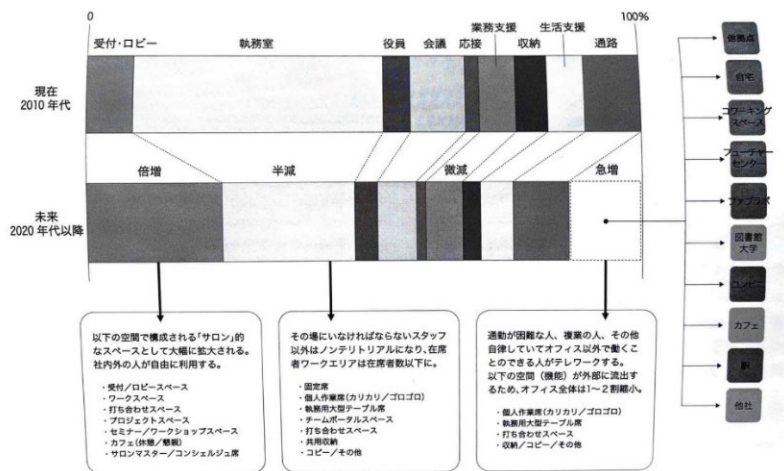 0
100%
受付・ロビー
執務室
役員
会議
応接
業務支援
収納
生活支援
通路
現在
2010年代
倍増
半減
微減
急増
未来
2020年代以降
他拠点
自宅
コワーキング
スペース
フューチャー
センター
ファブラボ
図書館
大学
コンビニ
カフェ
駅
他社
以下の空間で構成される「サロン」的
なスペースとして大幅に拡大される。
社内外の人が自由に利用する。
・受付/ロビースペース
・ワークスペース
・打ち合わせスペース
・プロジェクトスペース
・セミナー/ワークショップスペース
・カフェ(休憩/懇親)
・サロンマスター/コンシェルジュ席
その場にいなければならないスタッフ
以外はノンテリトリアルになり、在席
者ワークエリアは在席者数以下に。
・固定席
・個人作業席(カリカリ/ゴロゴロ)
・執務用大型テーブル席
・チームポータルスペース
・打ち合わせスペース
・共用収納
・コピー/その他
通勤が困難な人、複業の人、その他
自律していてオフィス以外で働くこ
とのできる人がテレワークする。
以下の空間(機能)が外部に流出す
るため、オフィス全体は1〜2割縮小。
・個人作業席(カリカリ/ゴロゴロ)
・執務用大型テーブル席
・打ち合わせスペース
・収納/コピー/その他